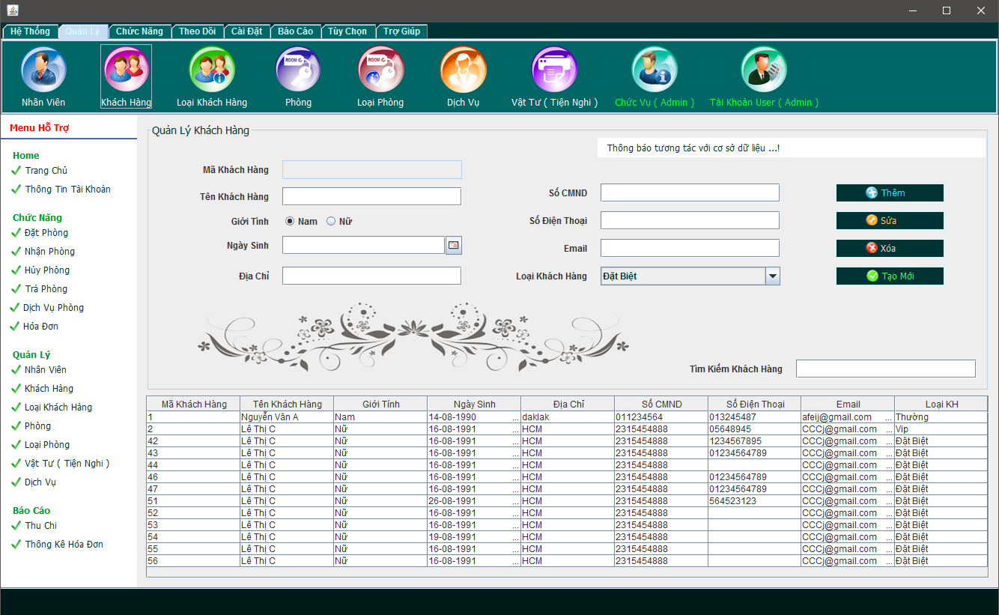 Hệ Thống Quản Lý Chức Năng Theo Dõi Cài Đặt Báo Cáo Tùy Chọn Trợ Giúp
ROOM ROOM
Nhân Viên Khách Hàng Loại Khách Hàng Phòng Loại Phòng Dịch Vụ Vật Tư ( Tiện Nghi ) Chức Vụ ( Admin ) Tài Khoản User ( Admin )
Menu Hỗ Trợ
Home
Trang Chủ
Thông Tin Tài Khoản
Chức Năng
Đặt Phòng
Nhận Phòng
Hủy Phòng
Trả Phòng
Dịch Vụ Phòng
Hóa Đơn
Quản Lý
Nhân Viên
Khách Hàng
Loại Khách Hàng
Phòng
Loại Phòng
Vật Tư ( Tiện Nghi )
Dịch Vụ
Báo Cáo
Thu Chi
Thông Kê Hóa Đơn
Quản Lý Khách Hàng
Thông báo tương tác với cơ sở dữ liệu ...!
Mã Khách Hàng
Tên Khách Hàng
Giới Tính Nam Nữ
Ngày Sinh
Địa Chỉ
Số CMND
Số Điện Thoại
Email
Loại Khách Hàng Đặt Biệt
Thêm
Sửa
Xóa
Tạo Mới
Tìm Kiếm Khách Hàng
Mã Khách Hàng Tên Khách Hàng Giới Tính Ngày Sinh Địa Chỉ Số CMND Số Điện Thoại Email Loại KH
1 Nguyễn Văn A Nam 14-08-1990 ... daklak 011234564 013245487 afeij@gmail.com ... Thường
2 Lê Thị C Nữ 16-08-1991 ... HCM 2315454888 05648945 CCCj@gmail.com ... Vip
42 Lê Thị C Nữ 16-08-1991 ... HCM 2315454888 1234567895 CCCj@gmail.com ... Đặt Biệt
43 Lê Thị C Nữ 16-08-1991 ... HCM 2315454888 01234564789 CCCj@gmail.com ... Đặt Biệt
44 Lê Thị C Nữ 16-08-1991 ... HCM 2315454888 CCCj@gmail.com ... Đặt Biệt
46 Lê Thị C Nữ 16-08-1991 ... HCM 2315454888 01234564789 CCCj@gmail.com ... Đặt Biệt
47 Lê Thị C Nữ 16-08-1991 ... HCM 2315454888 01234564789 CCCj@gmail.com ... Đặt Biệt
51 Lê Thị C Nữ 26-08-1991 ... HCM 2315454888 564523123 CCCj@gmail.com ... Đặt Biệt
52 Lê Thị C Nữ 16-08-1991 ... HCM 2315454888 CCCj@gmail.com ... Đặt Biệt
53 Lê Thị C Nữ 16-08-1991 ... HCM 2315454888 CCCj@gmail.com ... Đặt Biệt
54 Lê Thị C Nữ 19-08-1991 ... HCM 2315454888 CCCj@gmail.com ... Đặt Biệt
55 Lê Thị C Nữ 16-08-1991 ... HCM 2315454888 CCCj@gmail.com ... Đặt Biệt
56 Lê Thị C Nữ 16-08-1991 ... HCM 2315454888 CCCj@gmail.com ... Đặt Biệt